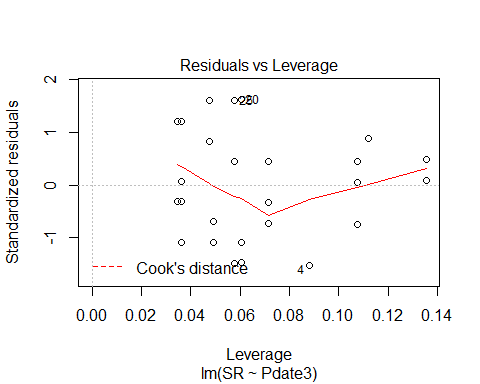 Residuals vs Leverage
Standardized residuals
2
1
0
-1
20
4
Cook's distance
0.00 0.02 0.04 0.06 0.08 0.10 0.12 0.14
Leverage
lm(SR ~ Pdate3)